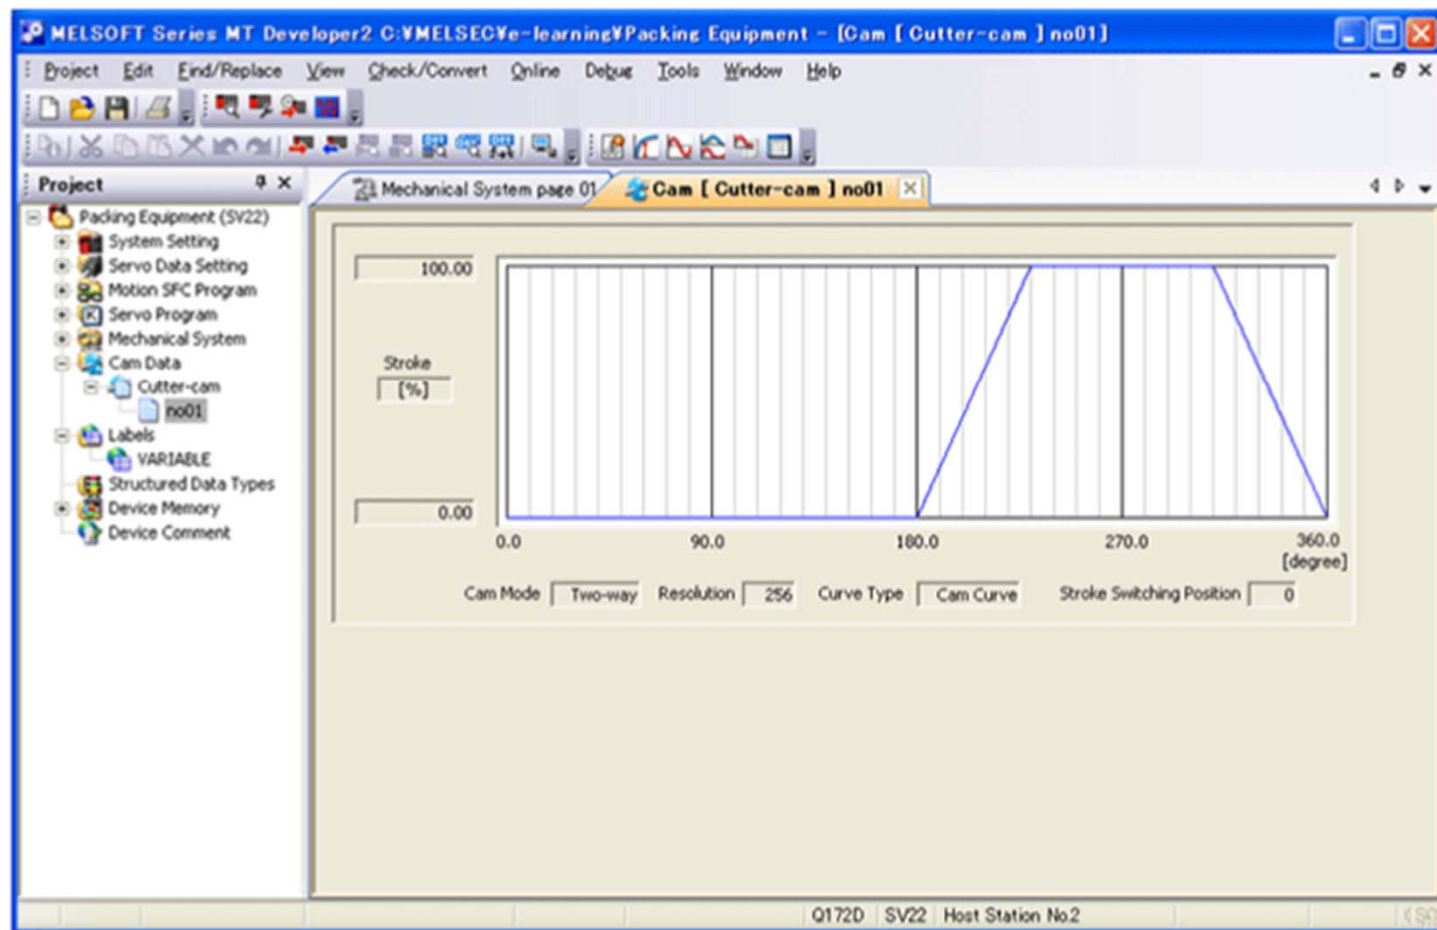 MELSOFT Series MT Developer2 C:¥MELSEC¥e-learning¥Packing Equipment - [Cam [ Cutter-cam ] no01]
Project Edit Find/Replace View Check/Convert Online Debug Tools Window Help
Project
Mechanical System page 01 Cam [ Cutter-cam ] no01
Packing Equipment (SV22)
System Setting
Servo Data Setting
Motion SFC Program
Servo Program
Mechanical System
Cam Data
Cutter-cam
no01
Labels
VARIABLE
Structured Data Types
Device Memory
Device Comment
100.00
Stroke
[%]
0.00
0.0 90.0 180.0 270.0 360.0
[degree]
Cam Mode Two-way Resolution 256 Curve Type Cam Curve Stroke Switching Position 0
Q172D SV22 Host Station No.2